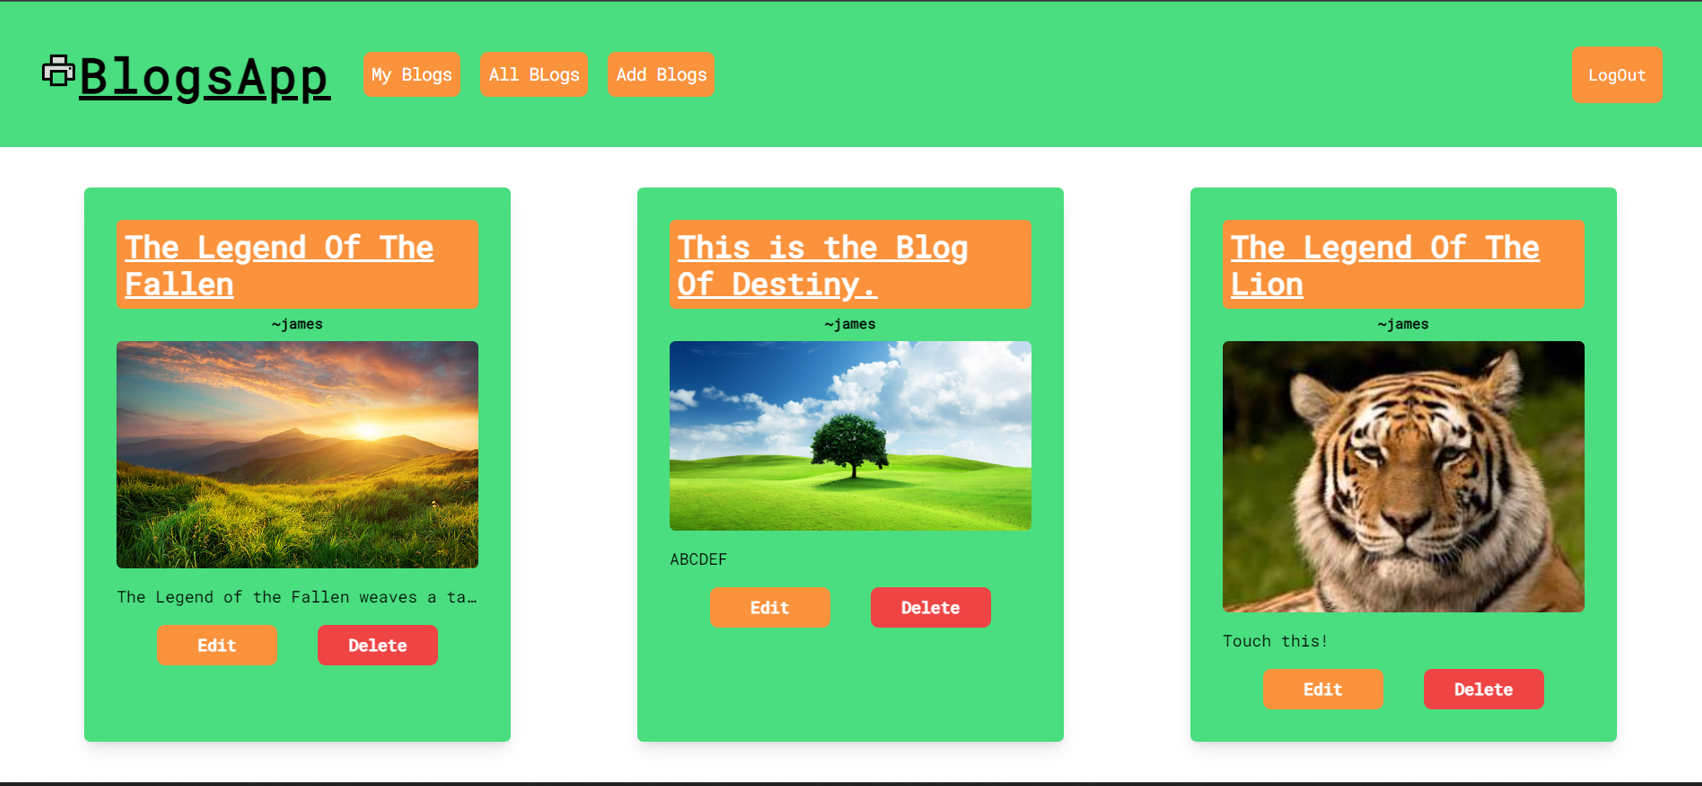 BlogsApp
My Blogs
All BLogs
Add Blogs
LogOut
The Legend Of The
Fallen
~james
The Legend of the Fallen weaves a ta…
Edit
Delete
This is the Blog
Of Destiny.
~james
ABCDEF
Edit
Delete
The Legend Of The
Lion
~james
Touch this!
Edit
Delete